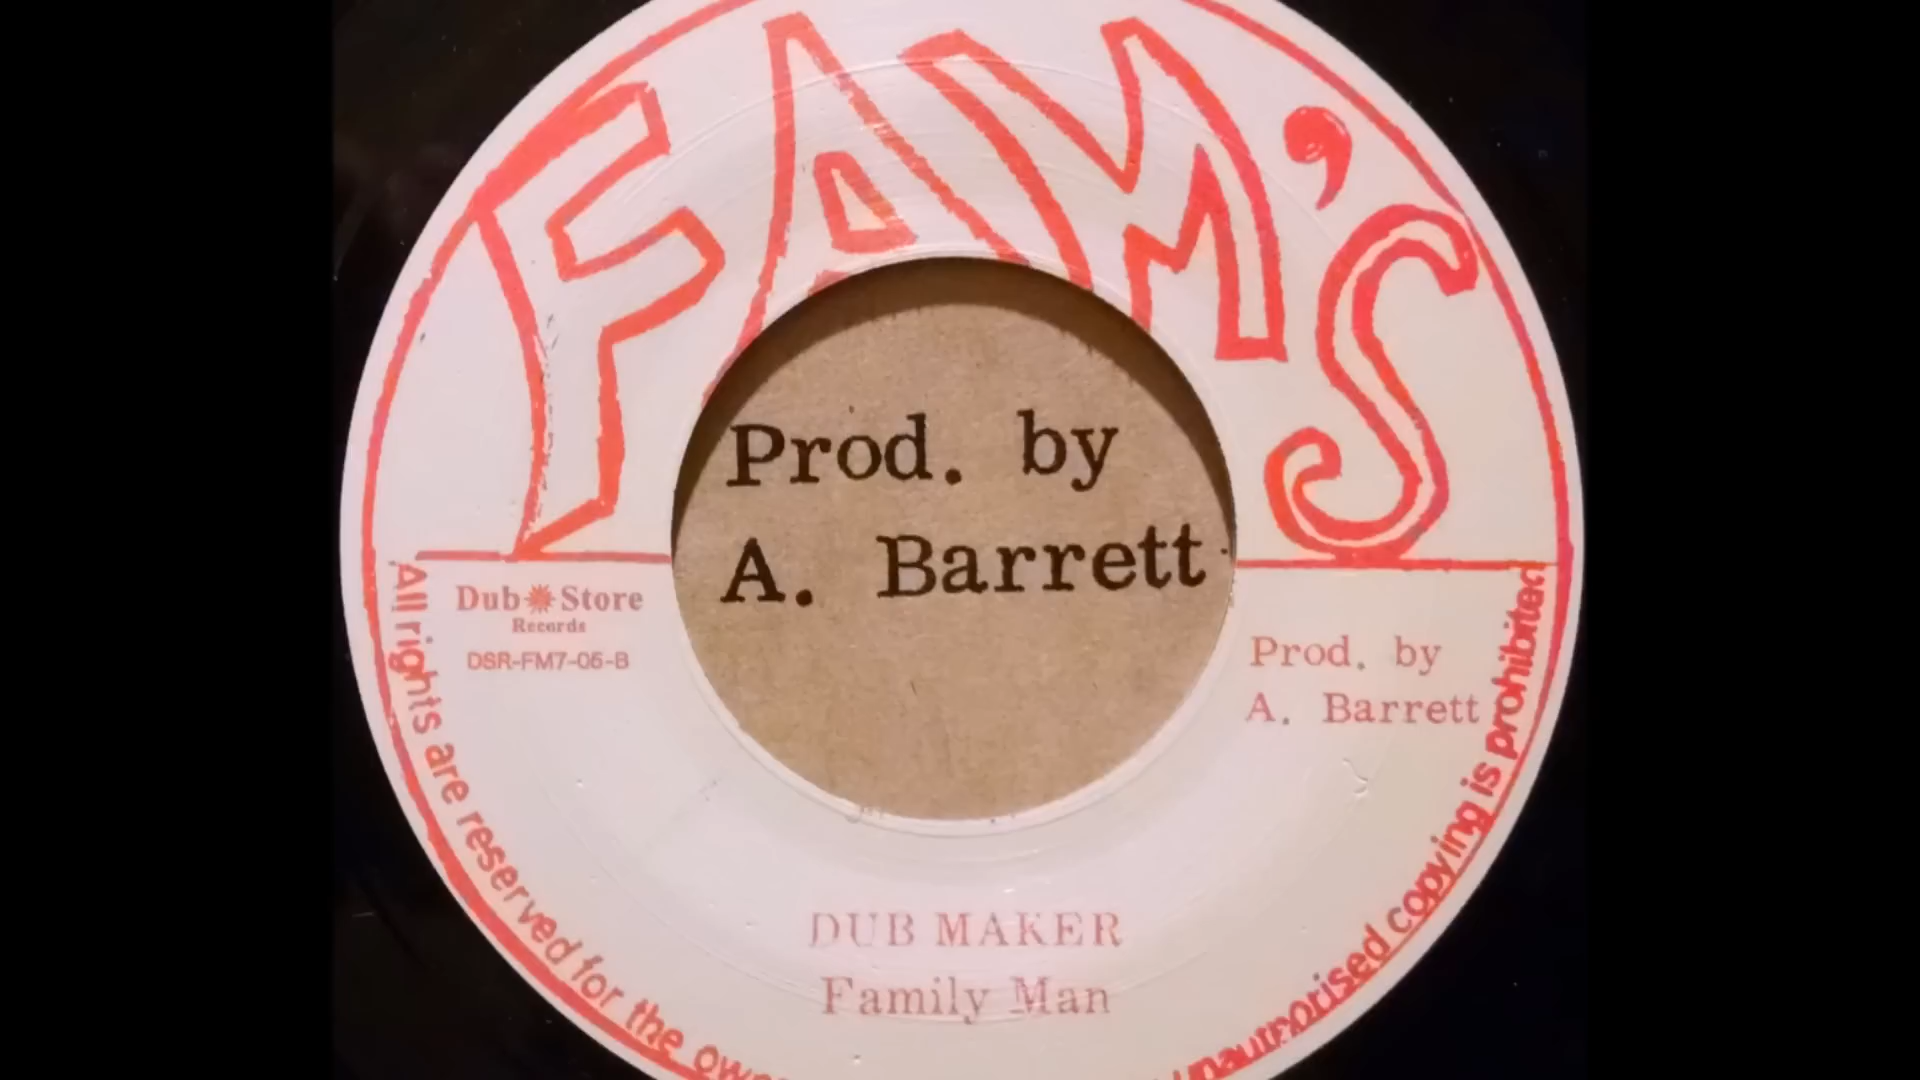 FAM'S
Prod. by
A. Barrett
Dub Store
Records
DSR-FM7-05-B
Prod. by
A. Barrett
DUB MAKER
Family Man
All rights are reserved for the
unauthorised copying is prohibited